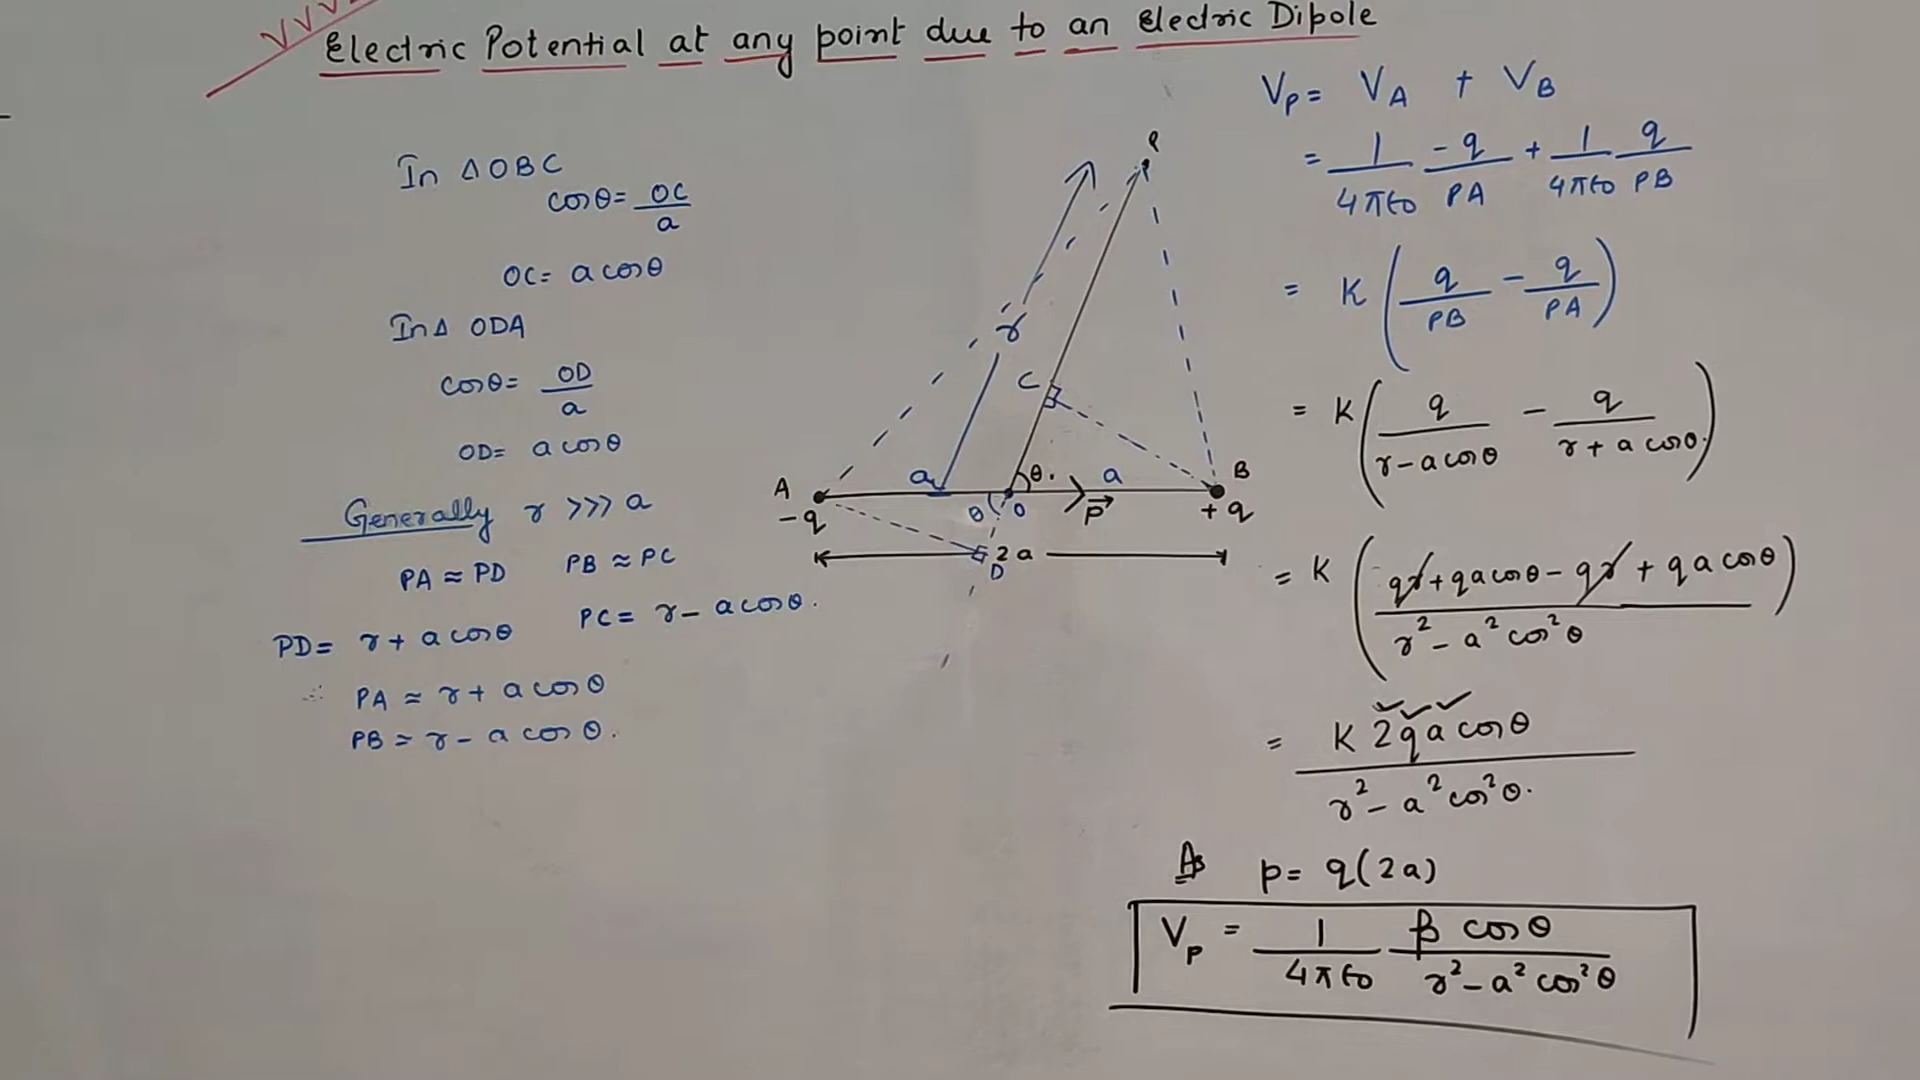 VVV
Electric Potential at any point due to an Electric Dipole
In Δ OBC
cosθ = OC / a
OC = a cosθ
In Δ ODA
cosθ = OD / a
OD = a cosθ
Generally r >>> a
PA ≈ PD PB ≈ PC
PD = r + a cosθ PC = r - a cosθ.
∴ PA ≈ r + a cosθ
PB ≈ r - a cosθ.
P
r
C
A a θ. a B
-q θ O p⃗ +q
2a
D
Vp = VA + VB
= 1/4πε0 -q/PA + 1/4πε0 q/PB
= K ( q/PB - q/PA )
= K ( q/r - a cosθ - q/r + a cosθ. )
= K ( qr + qa cosθ - qr + qa cosθ / r² - a² cos²θ )
= K 2qa cosθ / r² - a² cos²θ.
As p = q(2a)
Vp = 1/4πε0 p cosθ / r² - a² cos²θ